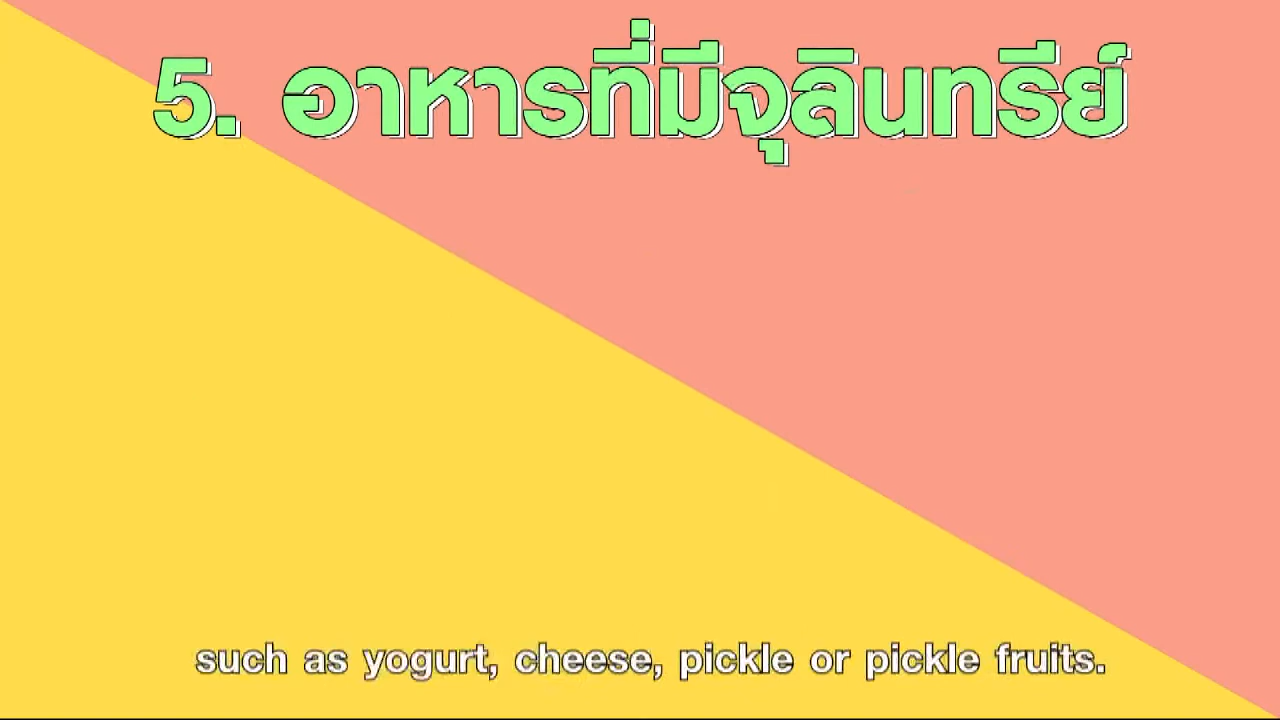 5. อาหารที่มีจุลินทรีย์
such as yogurt, cheese, pickle or pickle fruits.